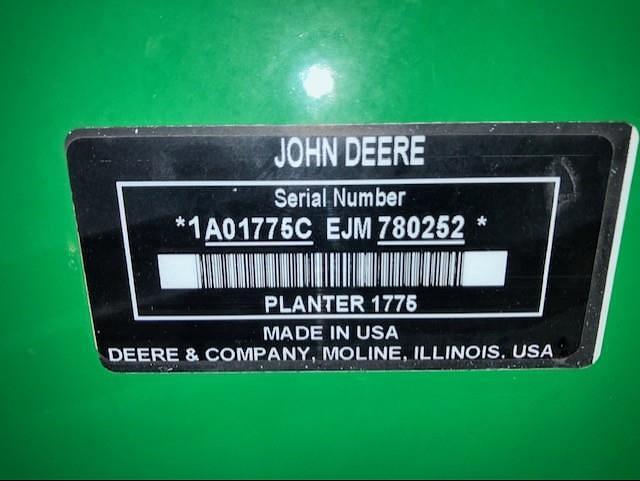 JOHN DEERE
Serial Number
*1A01775C EJM 780252 *
PLANTER 1775
MADE IN USA
DEERE & COMPANY, MOLINE, ILLINOIS. USA